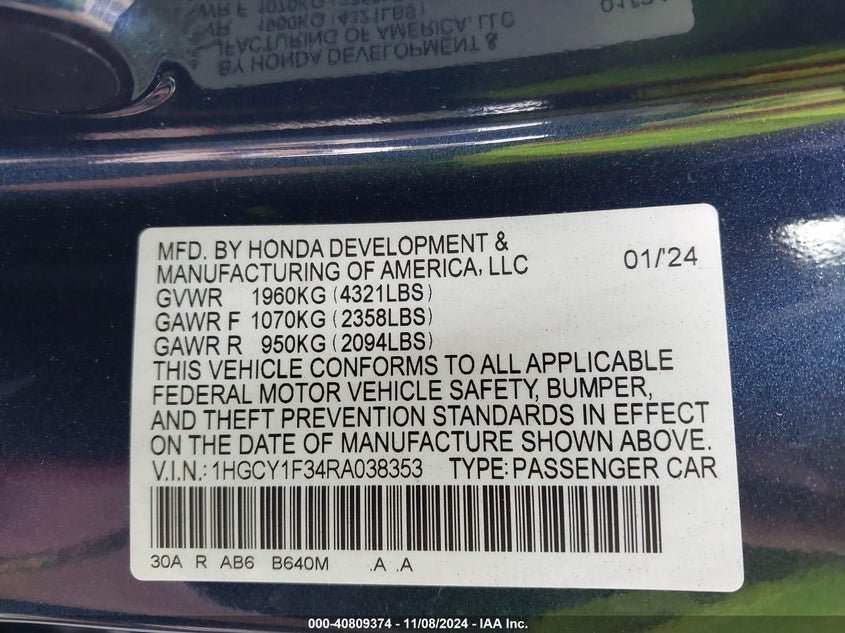 MFD. BY HONDA DEVELOPMENT &
MANUFACTURING OF AMERICA, LLC 01/'24
GVWR 1960KG (4321LBS)
GAWR F 1070KG (2358LBS)
GAWR R 950KG (2094LBS)
THIS VEHICLE CONFORMS TO ALL APPLICABLE
FEDERAL MOTOR VEHICLE SAFETY, BUMPER,
AND THEFT PREVENTION STANDARDS IN EFFECT
ON THE DATE OF MANUFACTURE SHOWN ABOVE.
V.I.N.: 1HGCY1F34RA038353 TYPE: PASSENGER CAR
30A R AB6 B640M .A .A
000-40809374 - 11/08/2024 - IAA Inc.